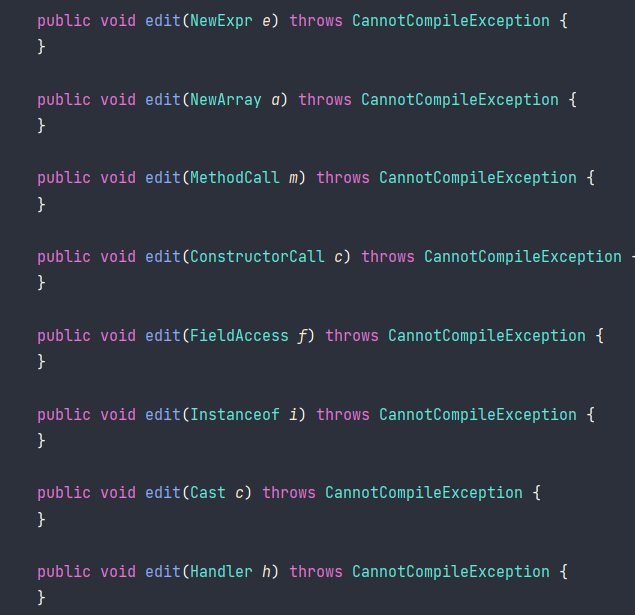 public void edit(NewExpr e) throws CannotCompileException {
}
public void edit(NewArray a) throws CannotCompileException {
}
public void edit(MethodCall m) throws CannotCompileException {
}
public void edit(ConstructorCall c) throws CannotCompileException {
}
public void edit(FieldAccess f) throws CannotCompileException {
}
public void edit(Instanceof i) throws CannotCompileException {
}
public void edit(Cast c) throws CannotCompileException {
}
public void edit(Handler h) throws CannotCompileException {
}